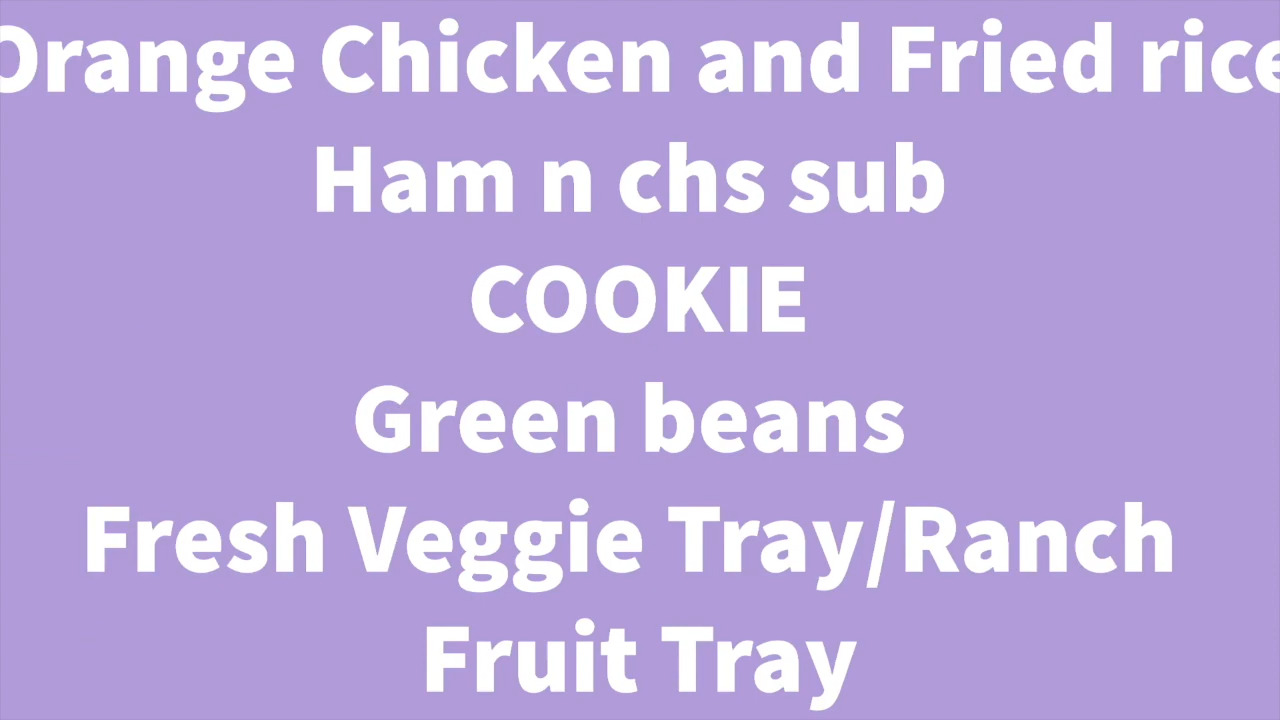 Orange Chicken and Fried rice
Ham n chs sub
COOKIE
Green beans
Fresh Veggie Tray/Ranch
Fruit Tray